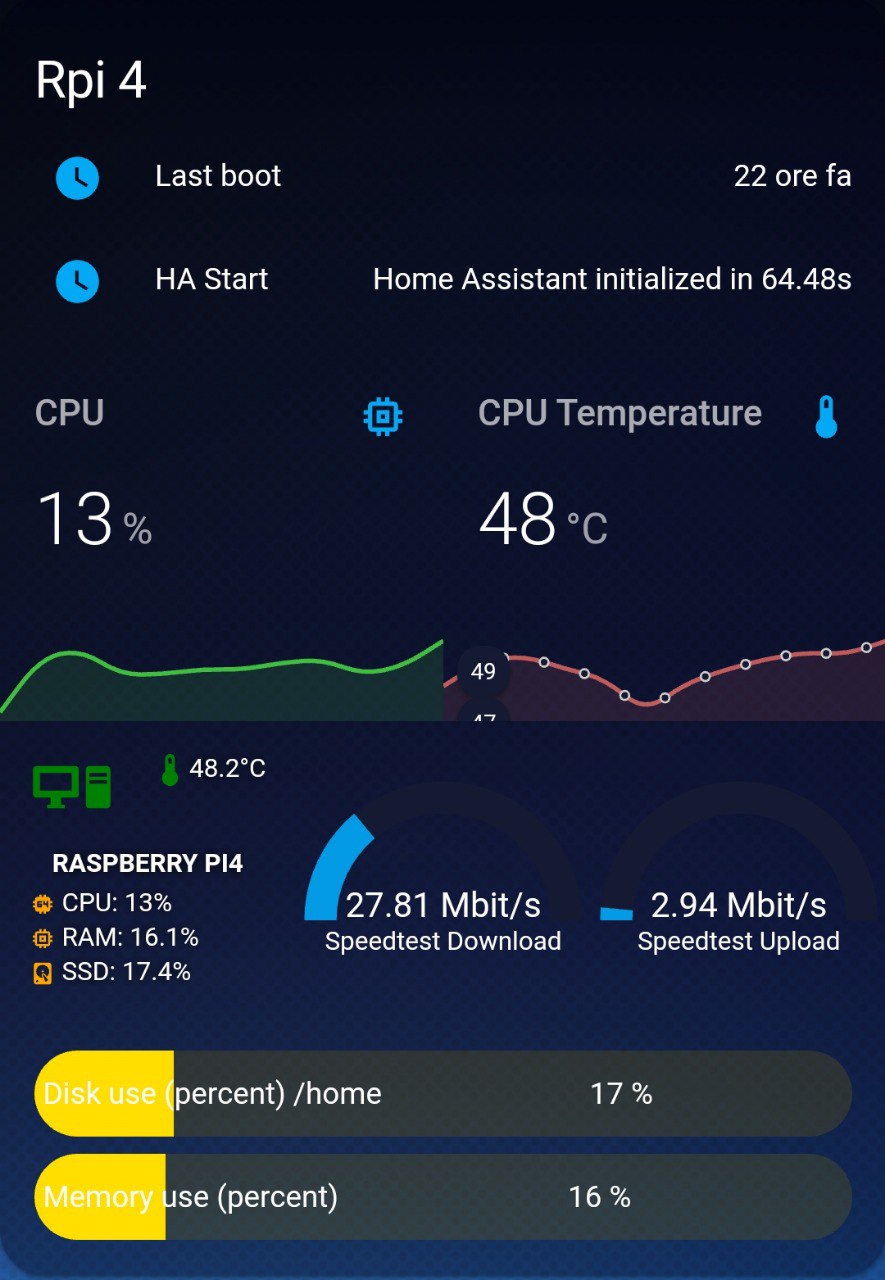 Rpi 4
Last boot 22 ore fa
HA Start Home Assistant initialized in 64.48s
CPU CPU Temperature
13 % 48 °C
49
47
48.2°C
RASPBERRY PI4
CPU: 13%
RAM: 16.1%
SSD: 17.4%
27.81 Mbit/s
Speedtest Download
2.94 Mbit/s
Speedtest Upload
Disk use (percent) /home 17 %
Memory use (percent) 16 %